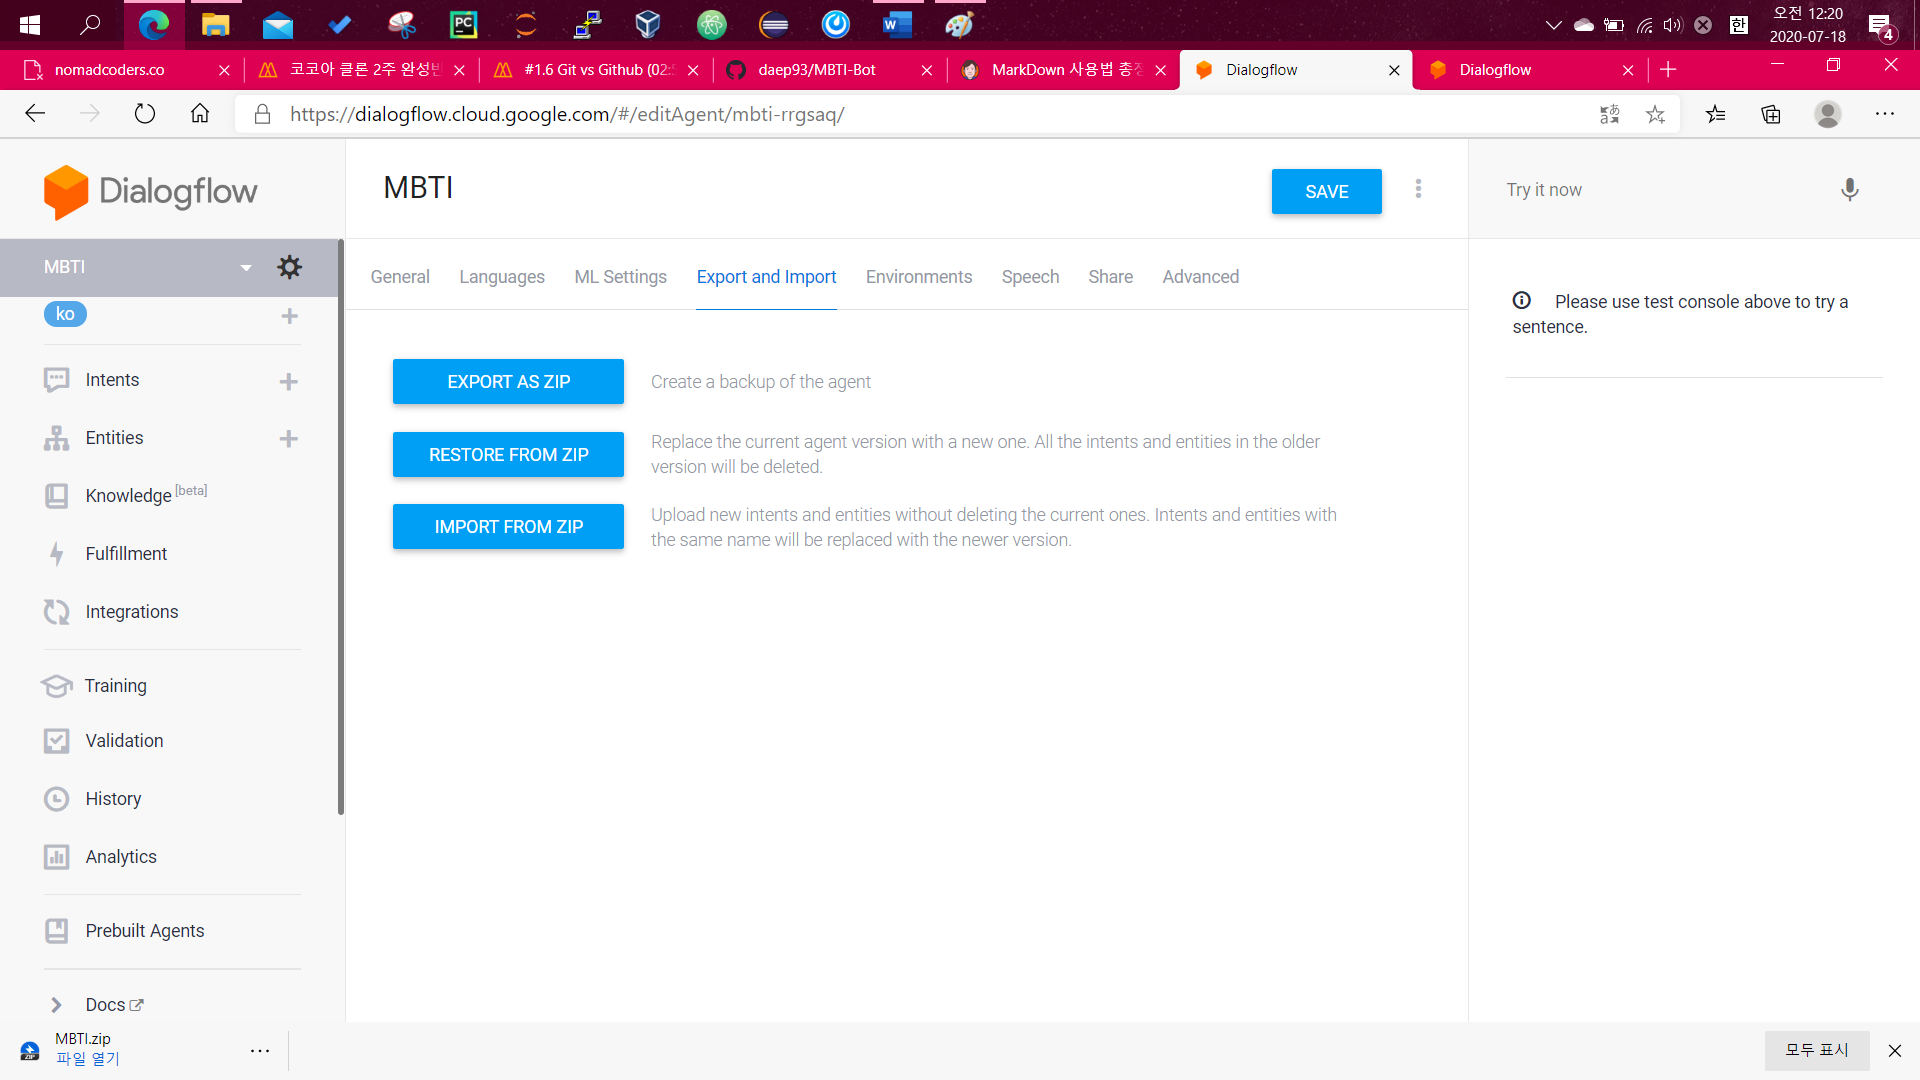 오전 12:20
2020-07-18
4
nomadcoders.co
코코아 클론 2주 완성반
#1.6 Git vs Github (02:5
daep93/MBTI-Bot
MarkDown 사용법 총정
Dialogflow
Dialogflow
https://dialogflow.cloud.google.com/#/editAgent/mbti-rrgsaq/
Dialogflow
MBTI
SAVE
Try it now
MBTI
ko
General
Languages
ML Settings
Export and Import
Environments
Speech
Share
Advanced
Please use test console above to try a
sentence.
EXPORT AS ZIP
Create a backup of the agent
RESTORE FROM ZIP
Replace the current agent version with a new one. All the intents and entities in the older
version will be deleted.
IMPORT FROM ZIP
Upload new intents and entities without deleting the current ones. Intents and entities with
the same name will be replaced with the newer version.
Intents
Entities
Knowledge [beta]
Fulfillment
Integrations
Training
Validation
History
Analytics
Prebuilt Agents
Docs
MBTI.zip
파일 열기
모두 표시